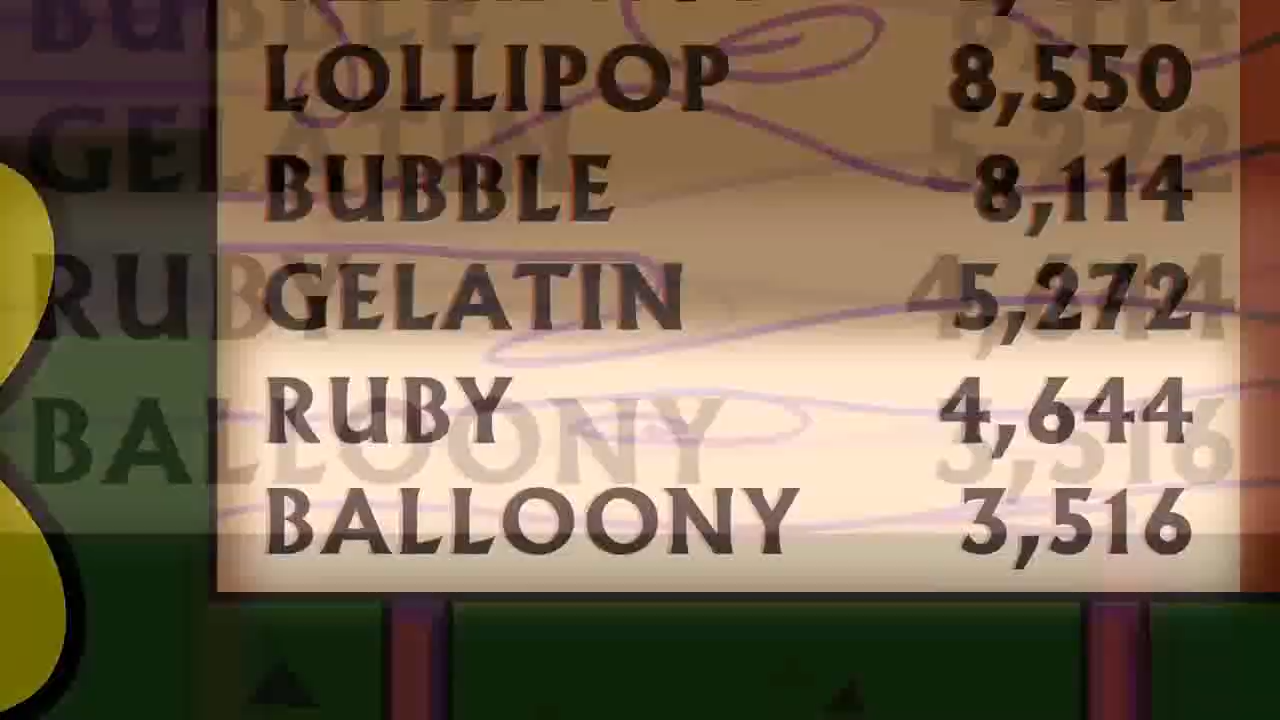 LOLLIPOP 8,550
BUBBLE 8,114
GELATIN 5,272
RUBY 4,644
BALLOONY 3,516